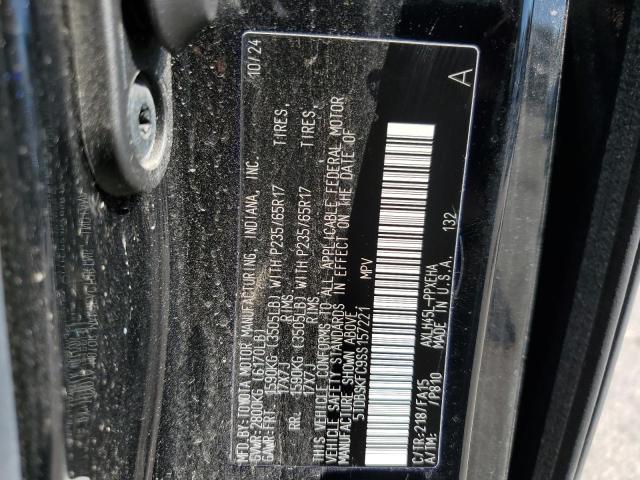 MFD.BY:TOYOTA MOTOR MANUFACTURING, INDIANA, INC. 10/24
GVWR-2800KG (6170LB)
GAWR-FRT. 1590KG (3505LB) WITH P235/65R17 TIRES,
17X7J RIMS
RR. 1590KG (3505LB) WITH P235/65R17 TIRES,
17X7J RIMS
THIS VEHICLE CONFORMS TO ALL APPLICABLE FEDERAL MOTOR
VEHICLE SAFETY STANDARDS IN EFFECT ON THE DATE OF
MANUFACTURE SHOWN ABOVE.
5TDBSKFC9SS157221 MPV
A
C/TR:218/FA15 AXLH45L-PPXEHA 132
A/TM: /P810 MADE IN U.S.A.